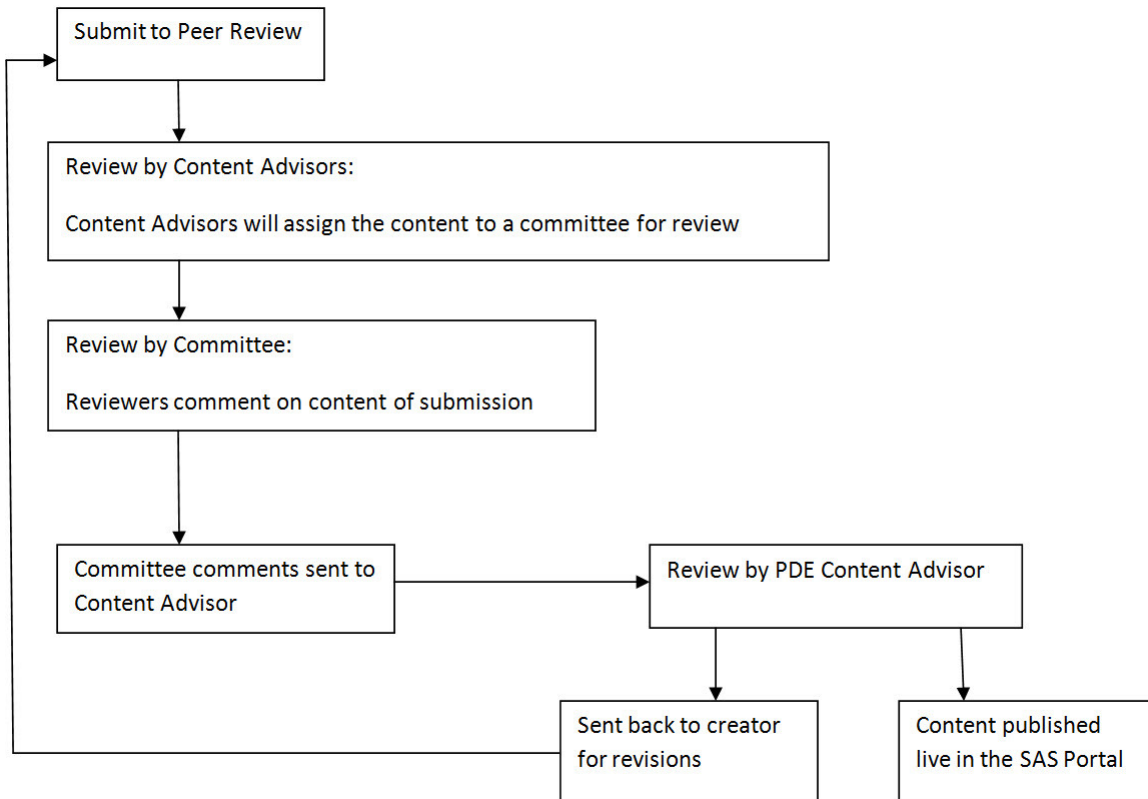 Submit to Peer Review
Review by Content Advisors:
Content Advisors will assign the content to a committee for review
Review by Committee:
Reviewers comment on content of submission
Committee comments sent to
Content Advisor
Review by PDE Content Advisor
Sent back to creator
for revisions
Content published
live in the SAS Portal